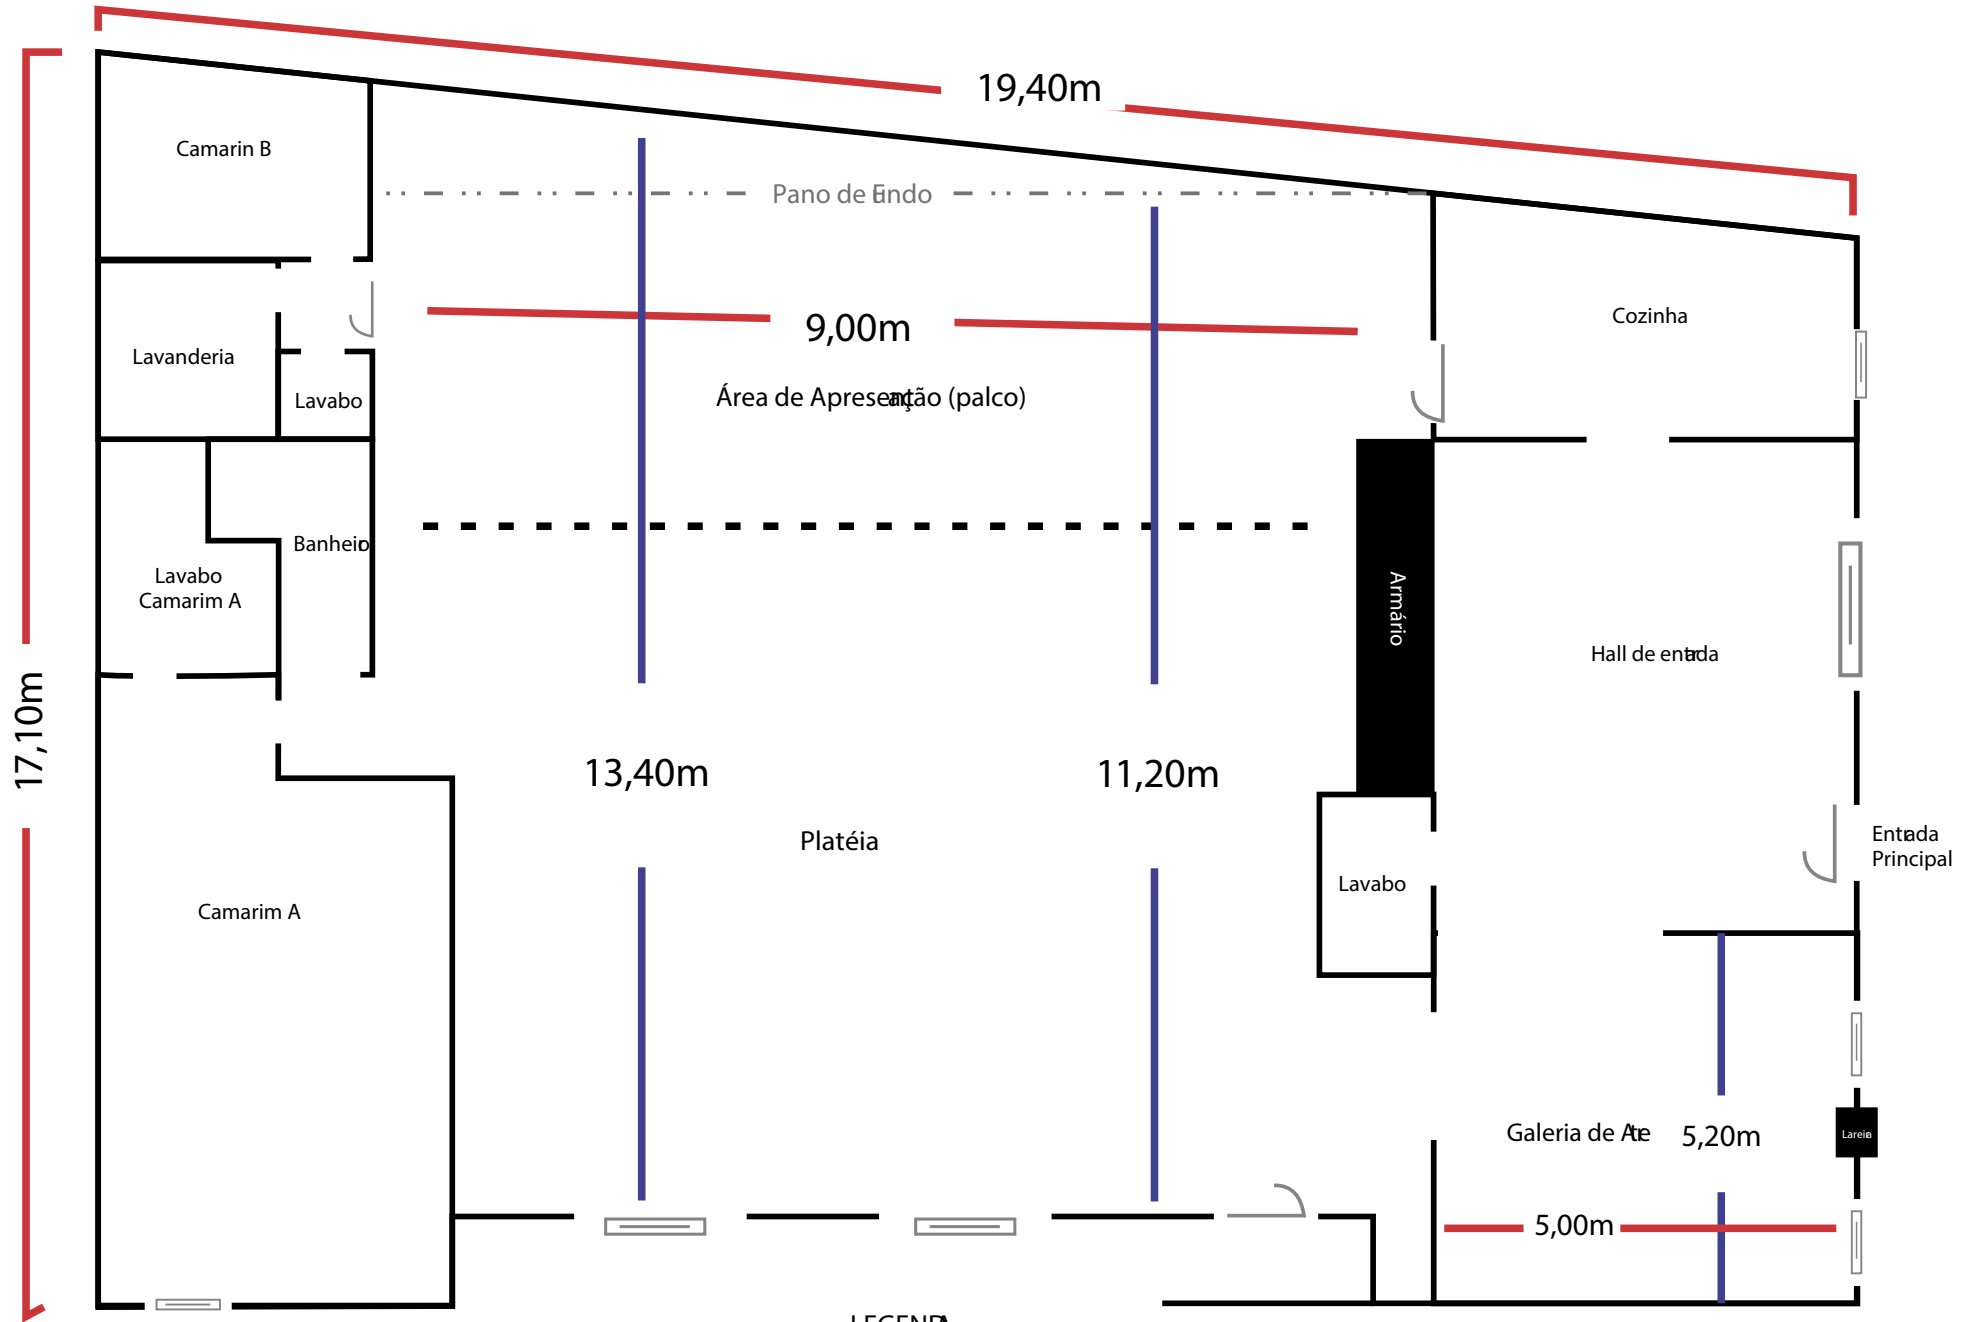 19,40m
Camarin B
Pano de Fundo
Cozinha
9,00m
Lavanderia
Área de Apresentação (palco)
Lavabo
Banheiro
Lavabo
Camarim A
Armário
Hall de entrada
17,10m
13,40m
11,20m
Platéia
Entrada
Principal
Lavabo
Camarim A
Galeria de Arte
5,20m
Lareira
5,00m
LEGENDA